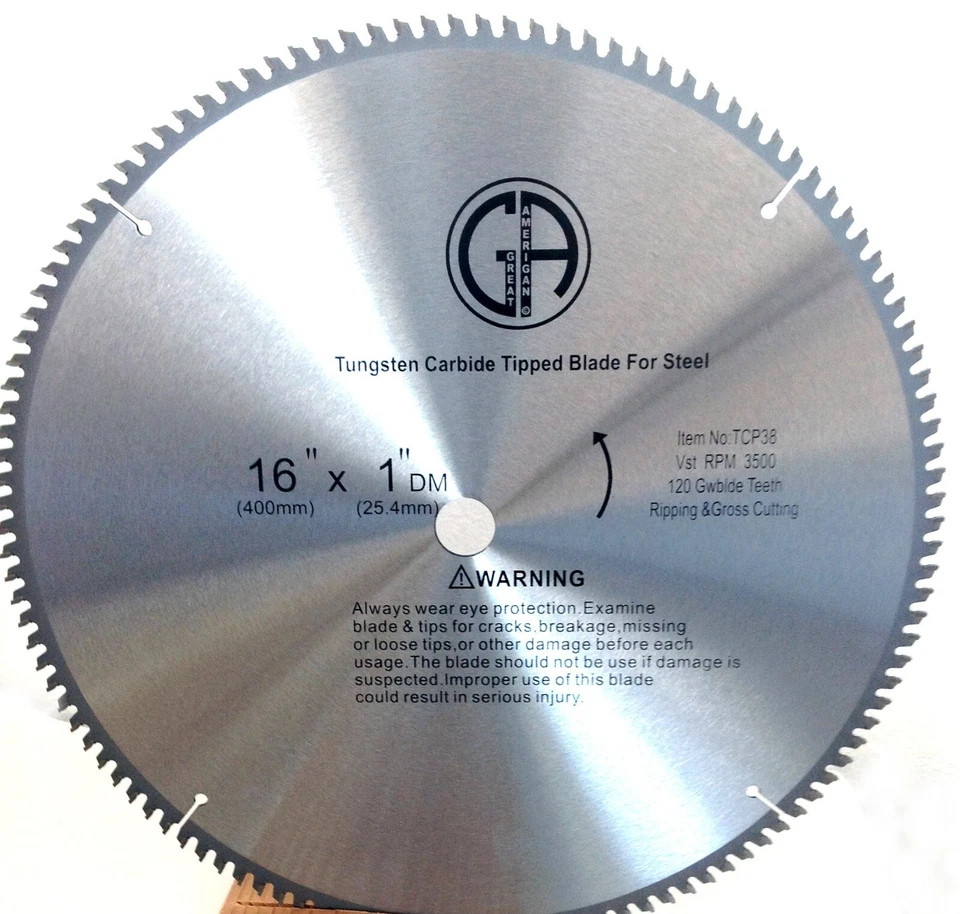 AMERIGAN
GREAT
©
Tungsten Carbide Tipped Blade For Steel
16" x 1" DM
(400mm) (25.4mm)
Item No:TCP38
Vst RPM 3500
120 Gwblde Teeth
Ripping &Gross Cutting
⚠WARNING
Always wear eye protection.Examine
blade & tips for cracks.breakage,missing
or loose tips,or other damage before each
usage.The blade should not be use if damage is
suspected.Improper use of this blade
could result in serious injury.